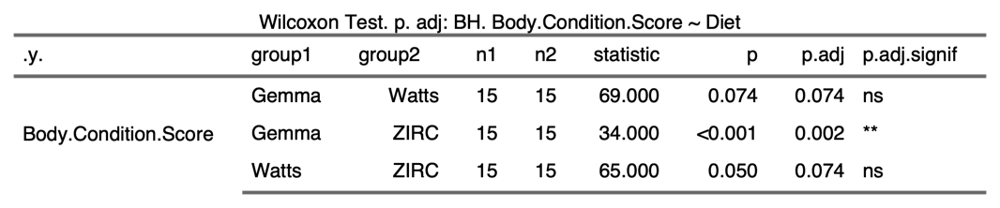 Wilcoxon Test. p. adj: BH. Body.Condition.Score ~ Diet
.y. group1 group2 n1 n2 statistic p p.adj p.adj.signif
Gemma Watts 15 15 69.000 0.074 0.074 ns
Body.Condition.Score Gemma ZIRC 15 15 34.000 <0.001 0.002 **
Watts ZIRC 15 15 65.000 0.050 0.074 ns